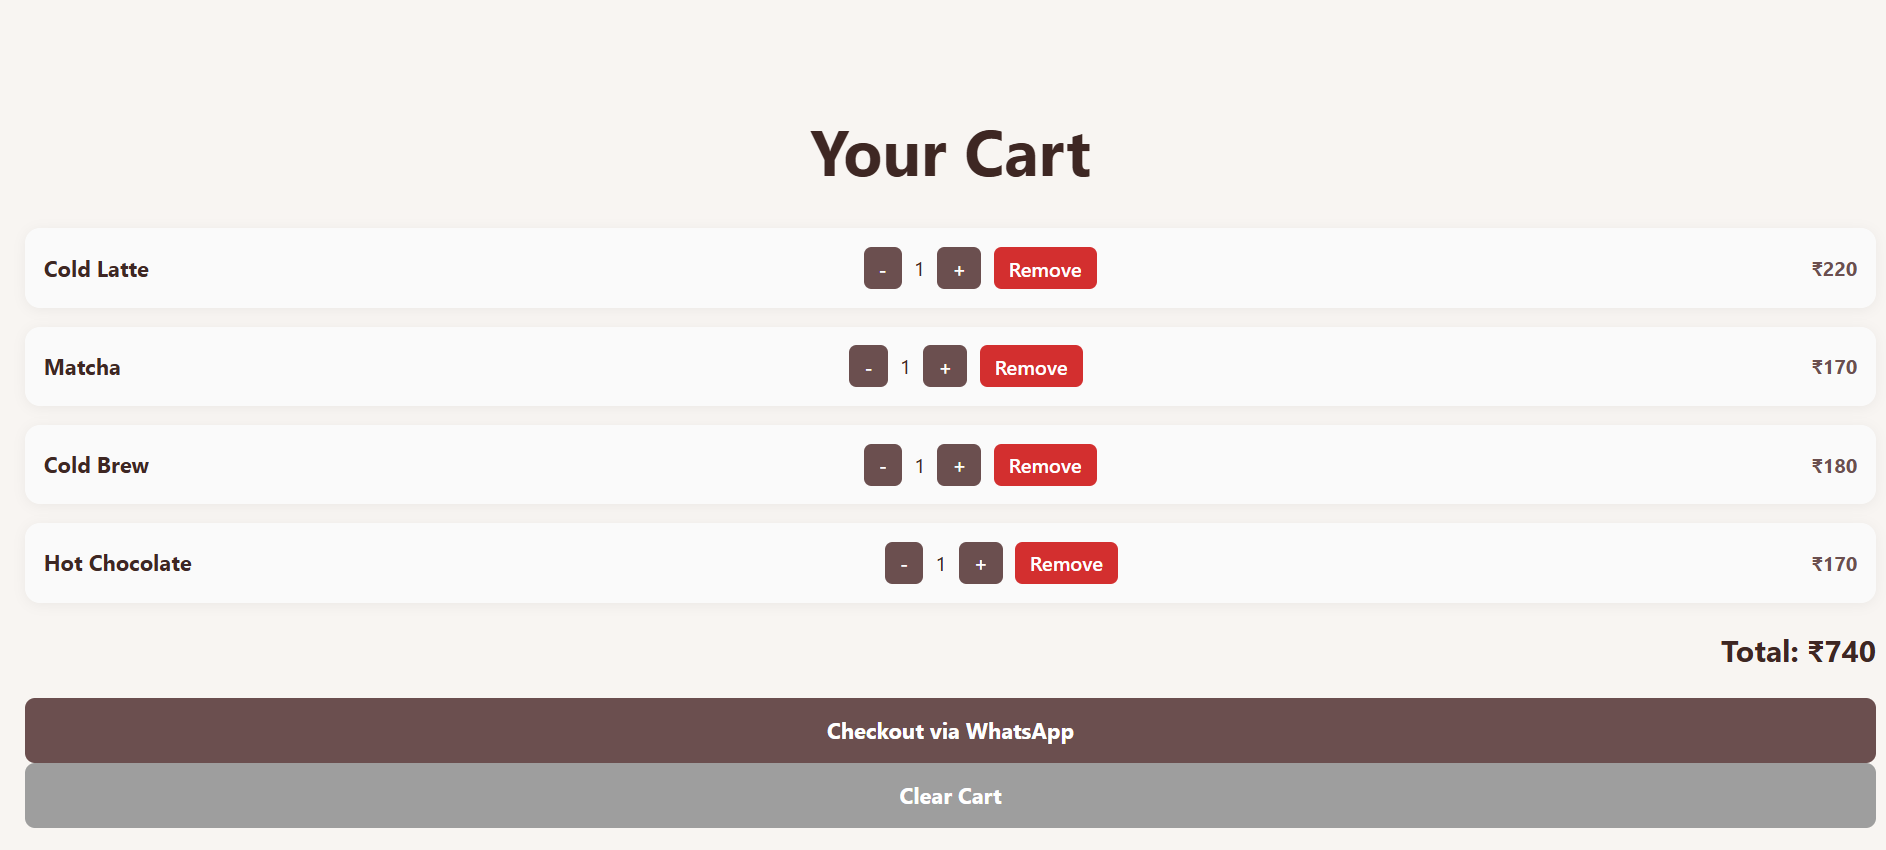 Your Cart
Cold Latte - 1 + Remove ₹220
Matcha - 1 + Remove ₹170
Cold Brew - 1 + Remove ₹180
Hot Chocolate - 1 + Remove ₹170
Total: ₹740
Checkout via WhatsApp
Clear Cart